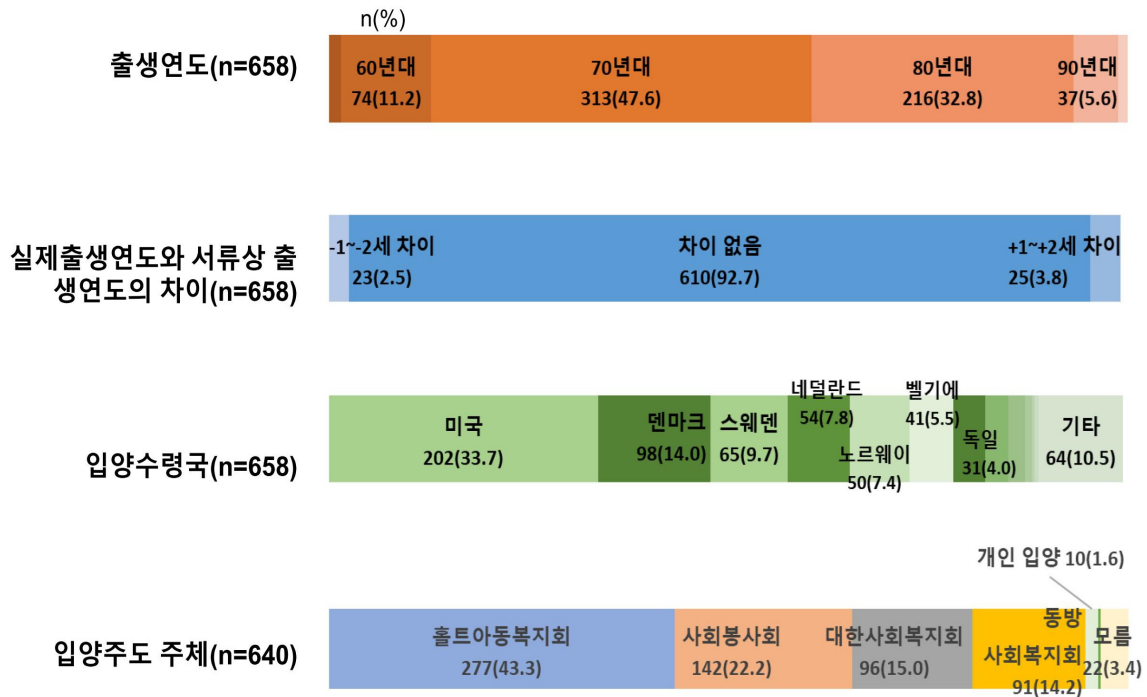 n(%)
출생연도(n=658)
60년대
74(11.2)
70년대
313(47.6)
80년대
216(32.8)
90년대
37(5.6)
실제출생연도와 서류상 출
생연도의 차이(n=658)
-1~-2세 차이
23(2.5)
차이 없음
610(92.7)
+1~+2세 차이
25(3.8)
입양수령국(n=658)
미국
202(33.7)
덴마크
98(14.0)
스웨덴
65(9.7)
네덜란드
54(7.8)
노르웨이
50(7.4)
벨기에
41(5.5)
독일
31(4.0)
기타
64(10.5)
입양주도 주체(n=640)
홀트아동복지회
277(43.3)
사회봉사회
142(22.2)
대한사회복지회
96(15.0)
동방
사회복지회
91(14.2)
개인 입양 10(1.6)
모름
22(3.4)